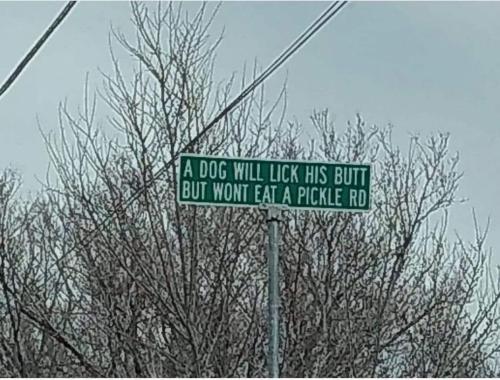 A DOG WILL LICK HIS BUTT
BUT WONT EAT A PICKLE RD